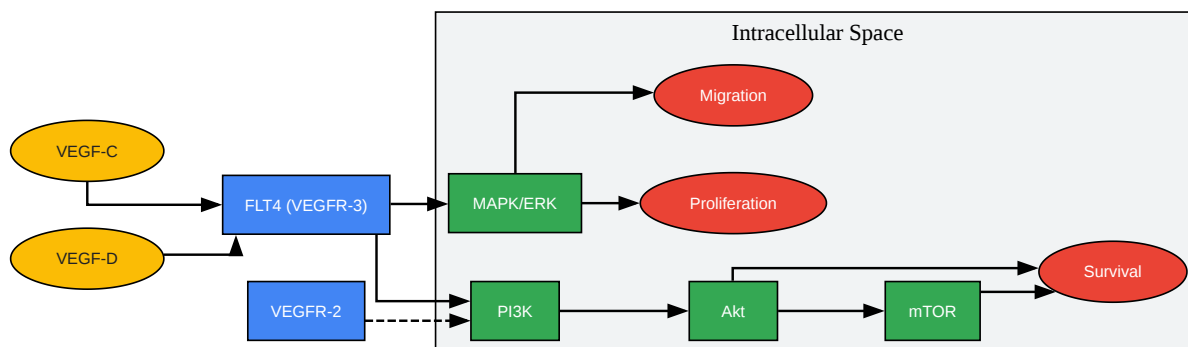 Intracellular Space
Migration
VEGF-C
FLT4 (VEGFR-3)
MAPK/ERK
Proliferation
VEGF-D
Survival
VEGFR-2
PI3K
Akt
mTOR